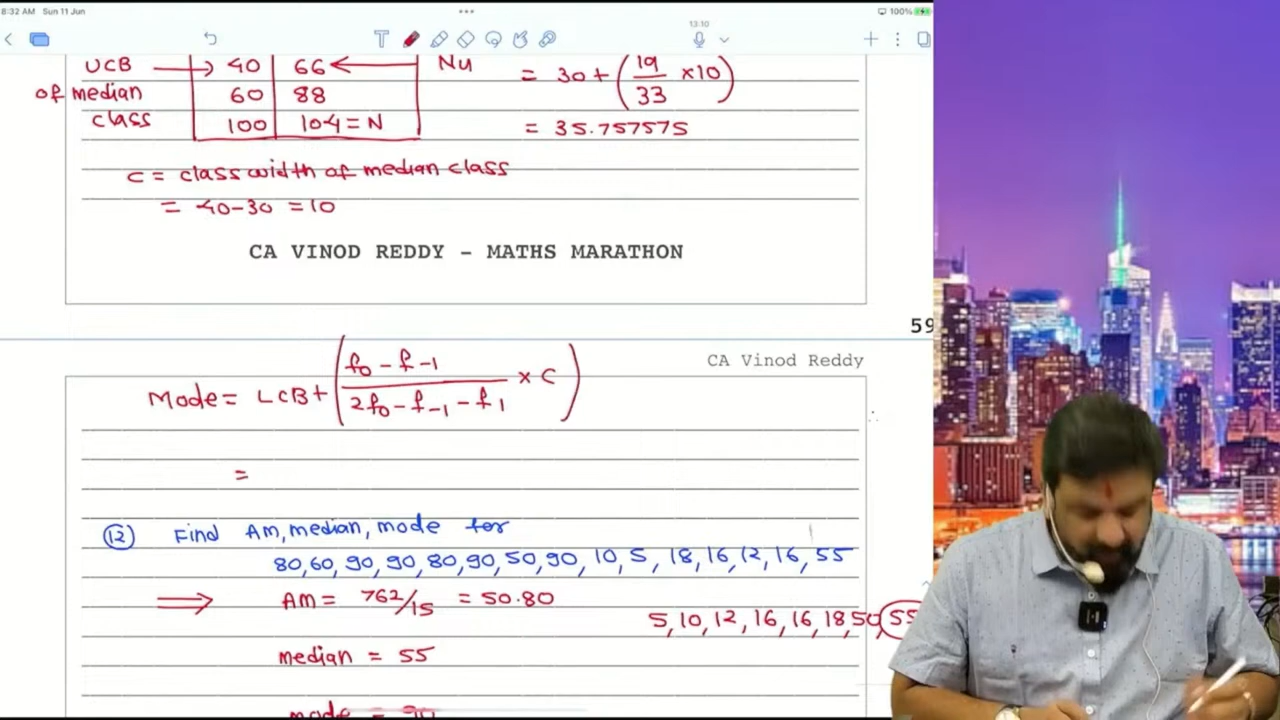 8:32 AM Sun 11 Jun
100%
13:10
T
UCB → 40 66 ← Nu
of median 60 88
class 100 104 = N
= 30 + (19/33 × 10)
= 35.757575
c = class width of median class
= 40 - 30 = 10
CA VINOD REDDY - MATHS MARATHON
59
CA Vinod Reddy
Mode = LCB + (f₀ - f-1 / 2f₀ - f₋₁ - f₁ × C)
=
(12) Find AM, median, mode for
80, 60, 90, 90, 80, 90, 50, 90, 10, 5, 18, 16, 12, 16, 55
⇒ AM = 762/15 = 50.80
5, 10, 12, 16, 16, 18, 50, 55
median = 55
mode = 90